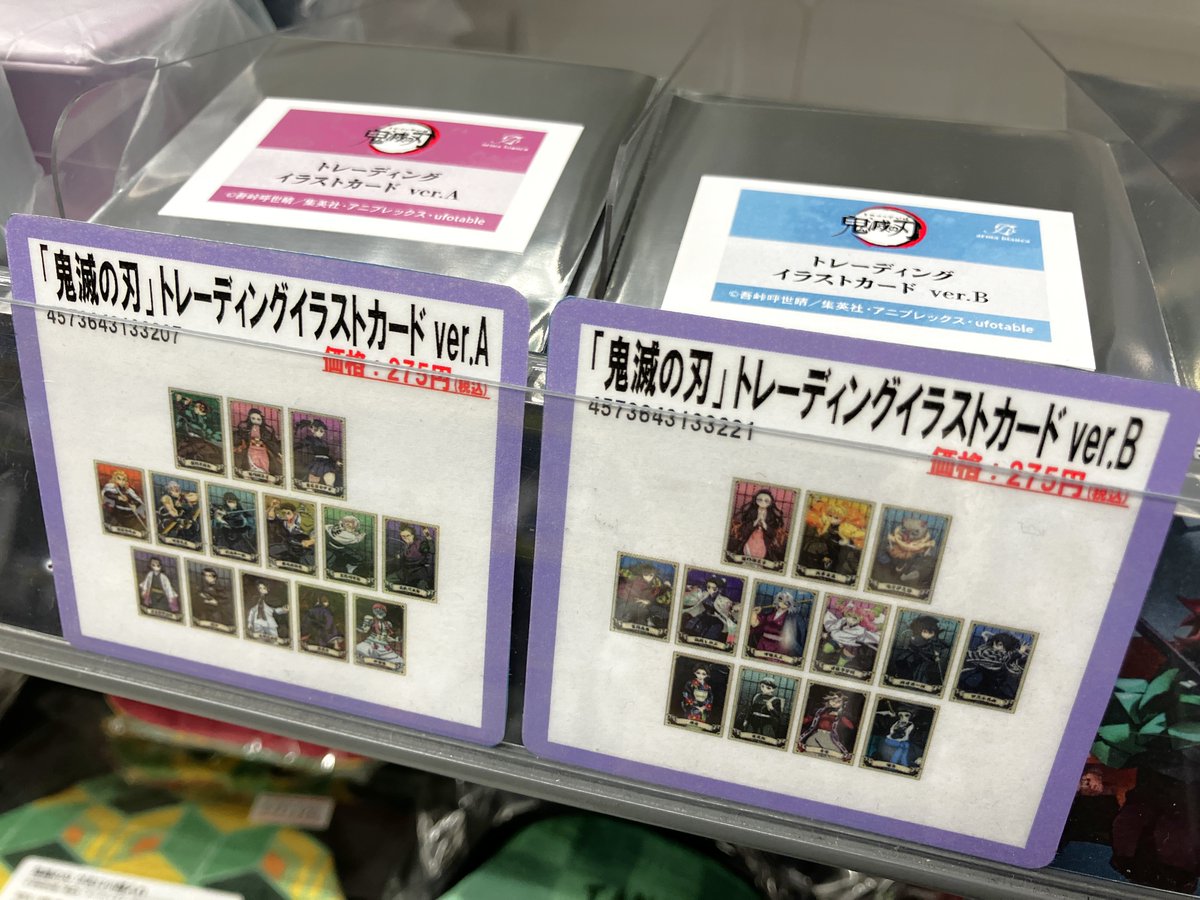 鬼滅の刃
arma bianca
トレーディング
イラストカード ver.A
©吾峠呼世晴／集英社・アニプレックス・ufotable
鬼滅の刃
arma bianca
トレーディング
イラストカード ver.B
©吾峠呼世晴／集英社・アニプレックス・ufotable
「鬼滅の刃」トレーディングイラストカード ver.A
4573643133207
価格：275円(税込)
「鬼滅の刃」トレーディングイラストカード ver.B
4573643133221
価格：275円(税込)